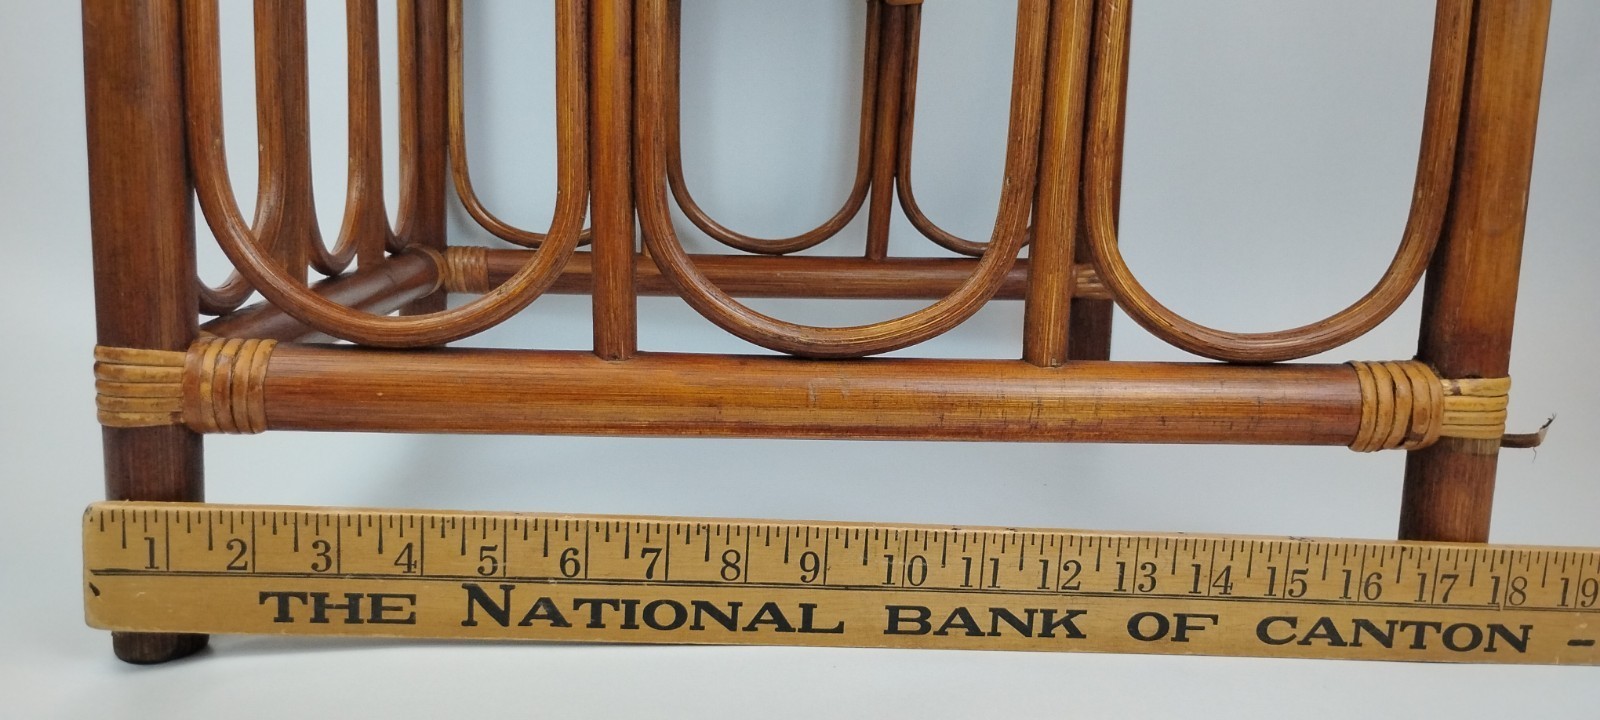 1 2 3 4 5 6 7 8 9 10 11 12 13 14 15 16 17 18 19
THE NATIONAL BANK OF CANTON -